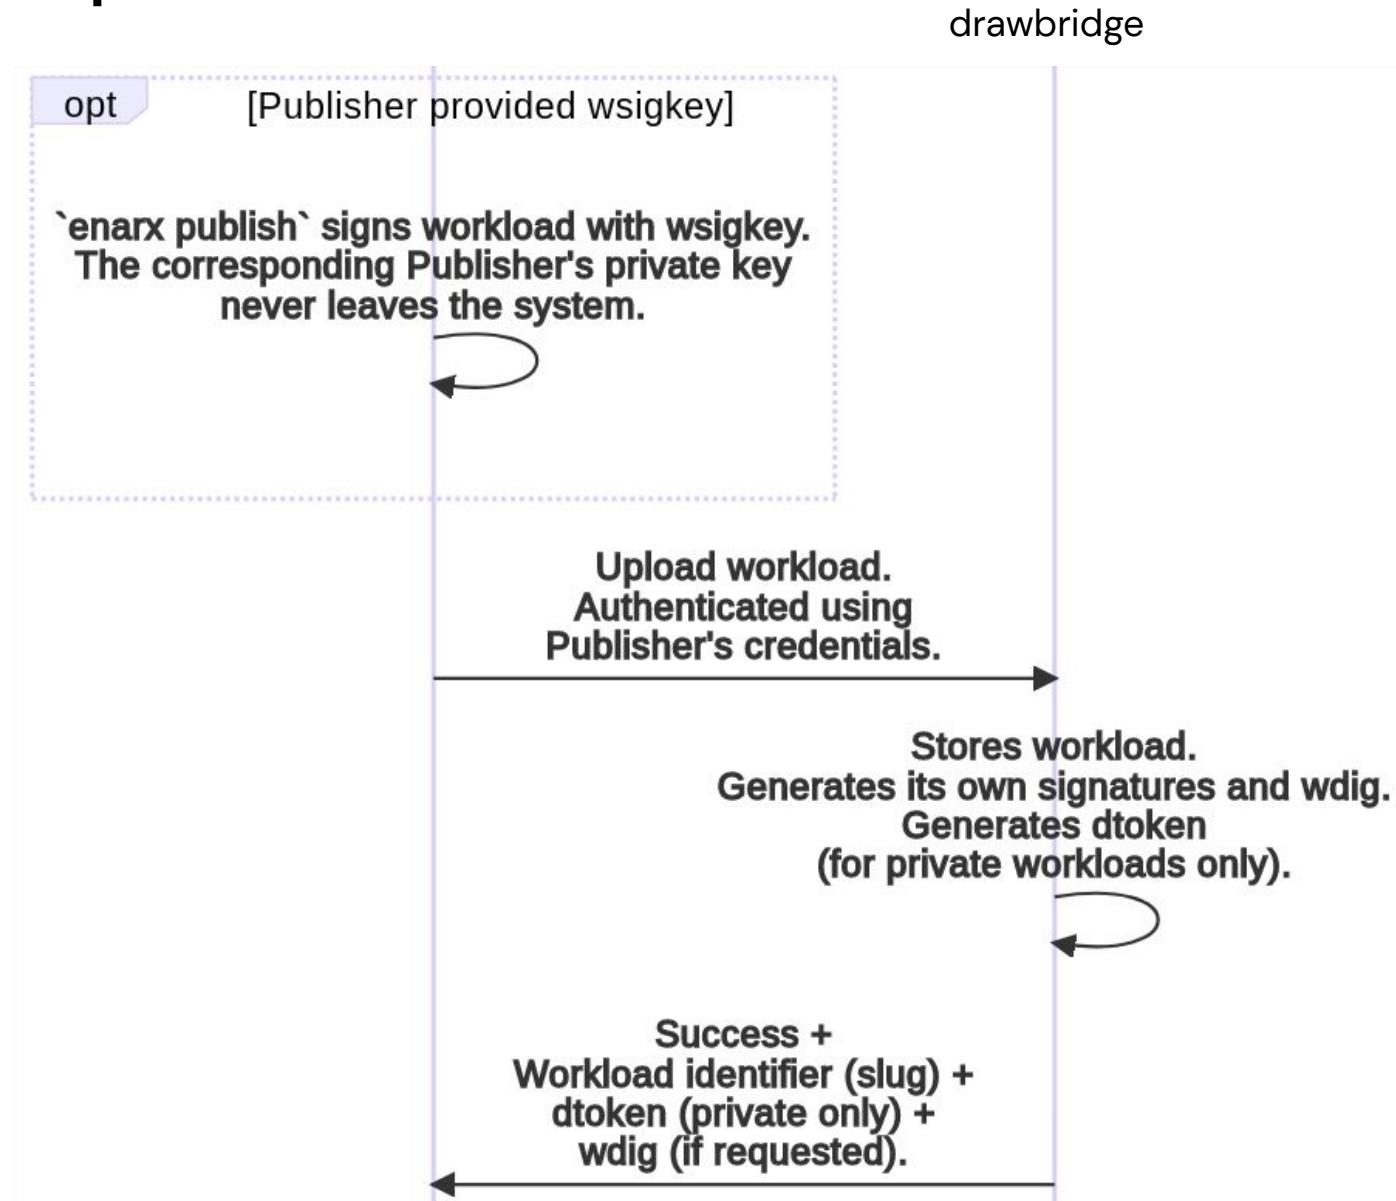 drawbridge
opt
[Publisher provided wsigkey]
`enarx publish` signs workload with wsigkey.
The corresponding Publisher's private key
never leaves the system.
Upload workload.
Authenticated using
Publisher's credentials.
Stores workload.
Generates its own signatures and wdig.
Generates dtoken
(for private workloads only).
Success +
Workload identifier (slug) +
dtoken (private only) +
wdig (if requested).